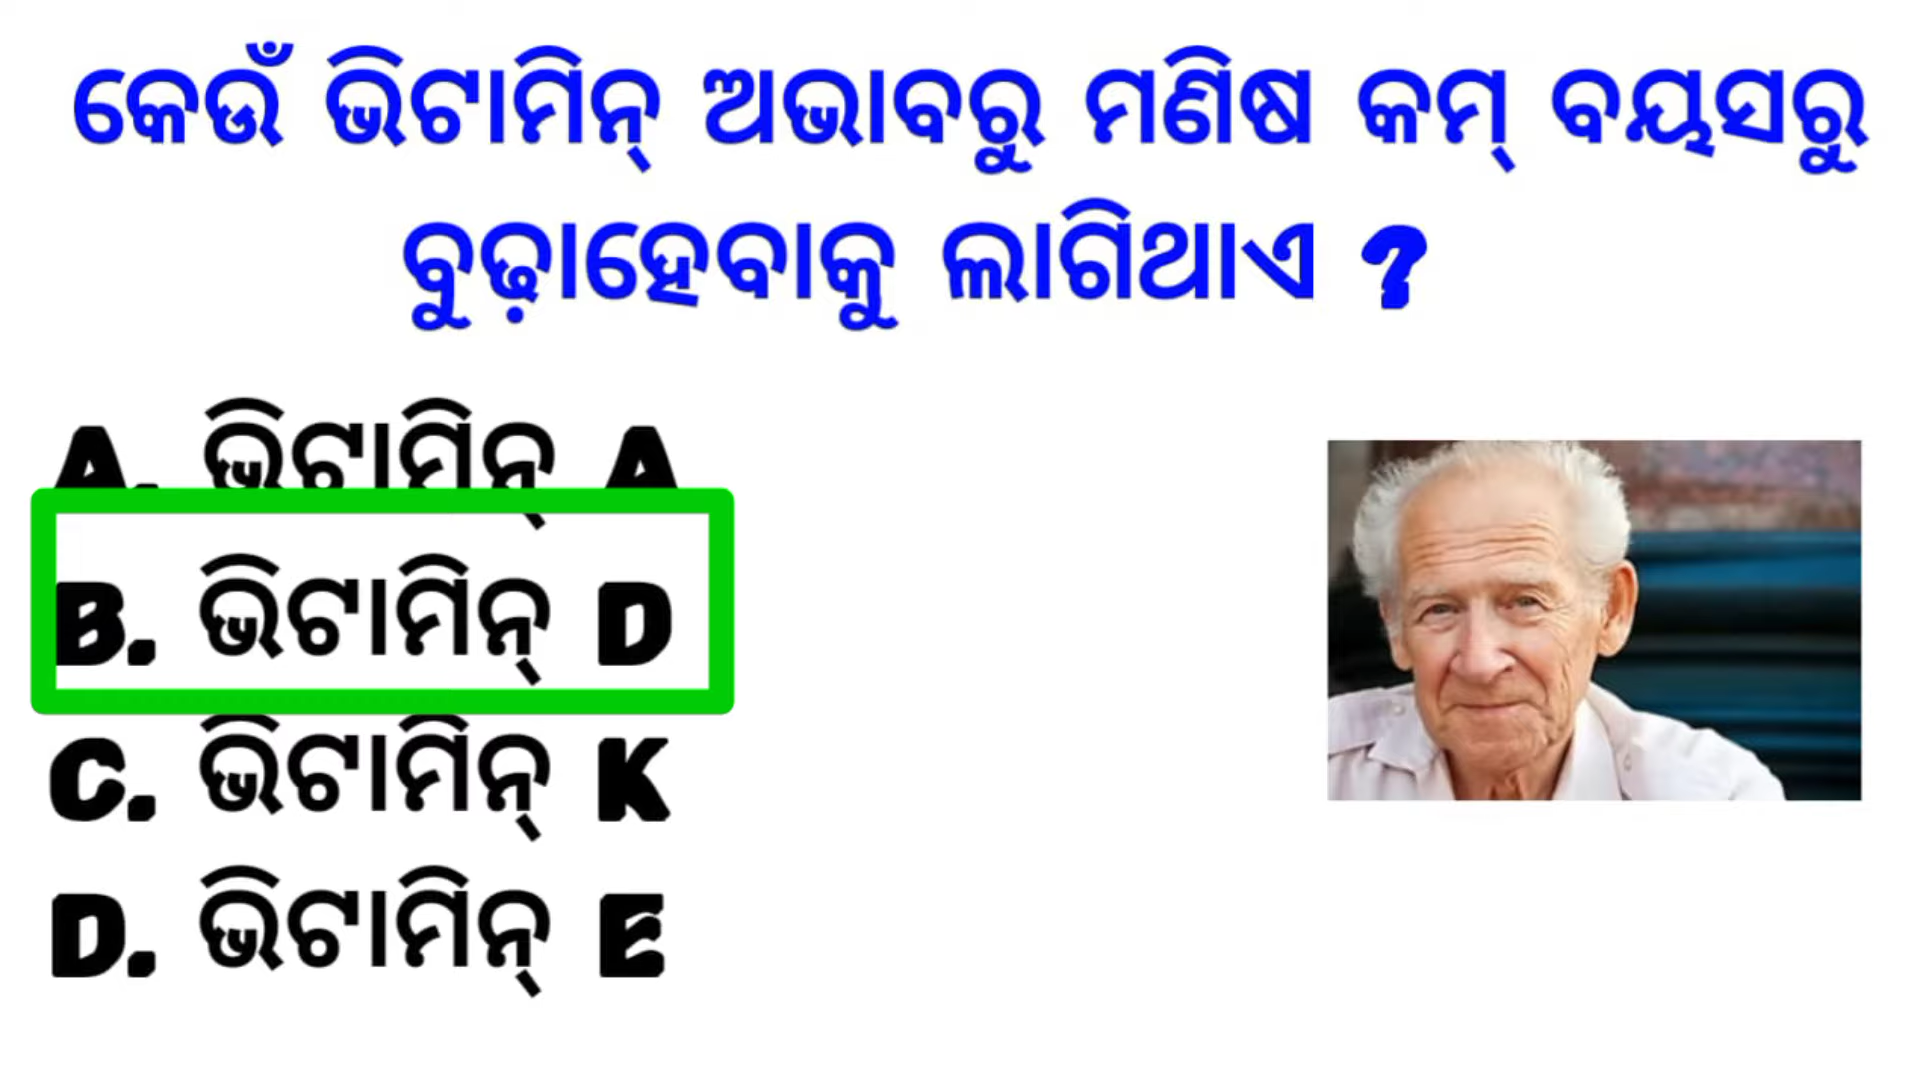 କେଉଁ ଭିଟାମିନ୍ ଅଭାବରୁ ମଣିଷ କମ୍ ବୟସରୁ
ବୁଢ଼ାହେବାକୁ ଲାଗିଥାଏ ?
A. ଭିଟାମିନ୍ A
B. ଭିଟାମିନ୍ D
C. ଭିଟାମିନ୍ K
D. ଭିଟାମିନ୍ E